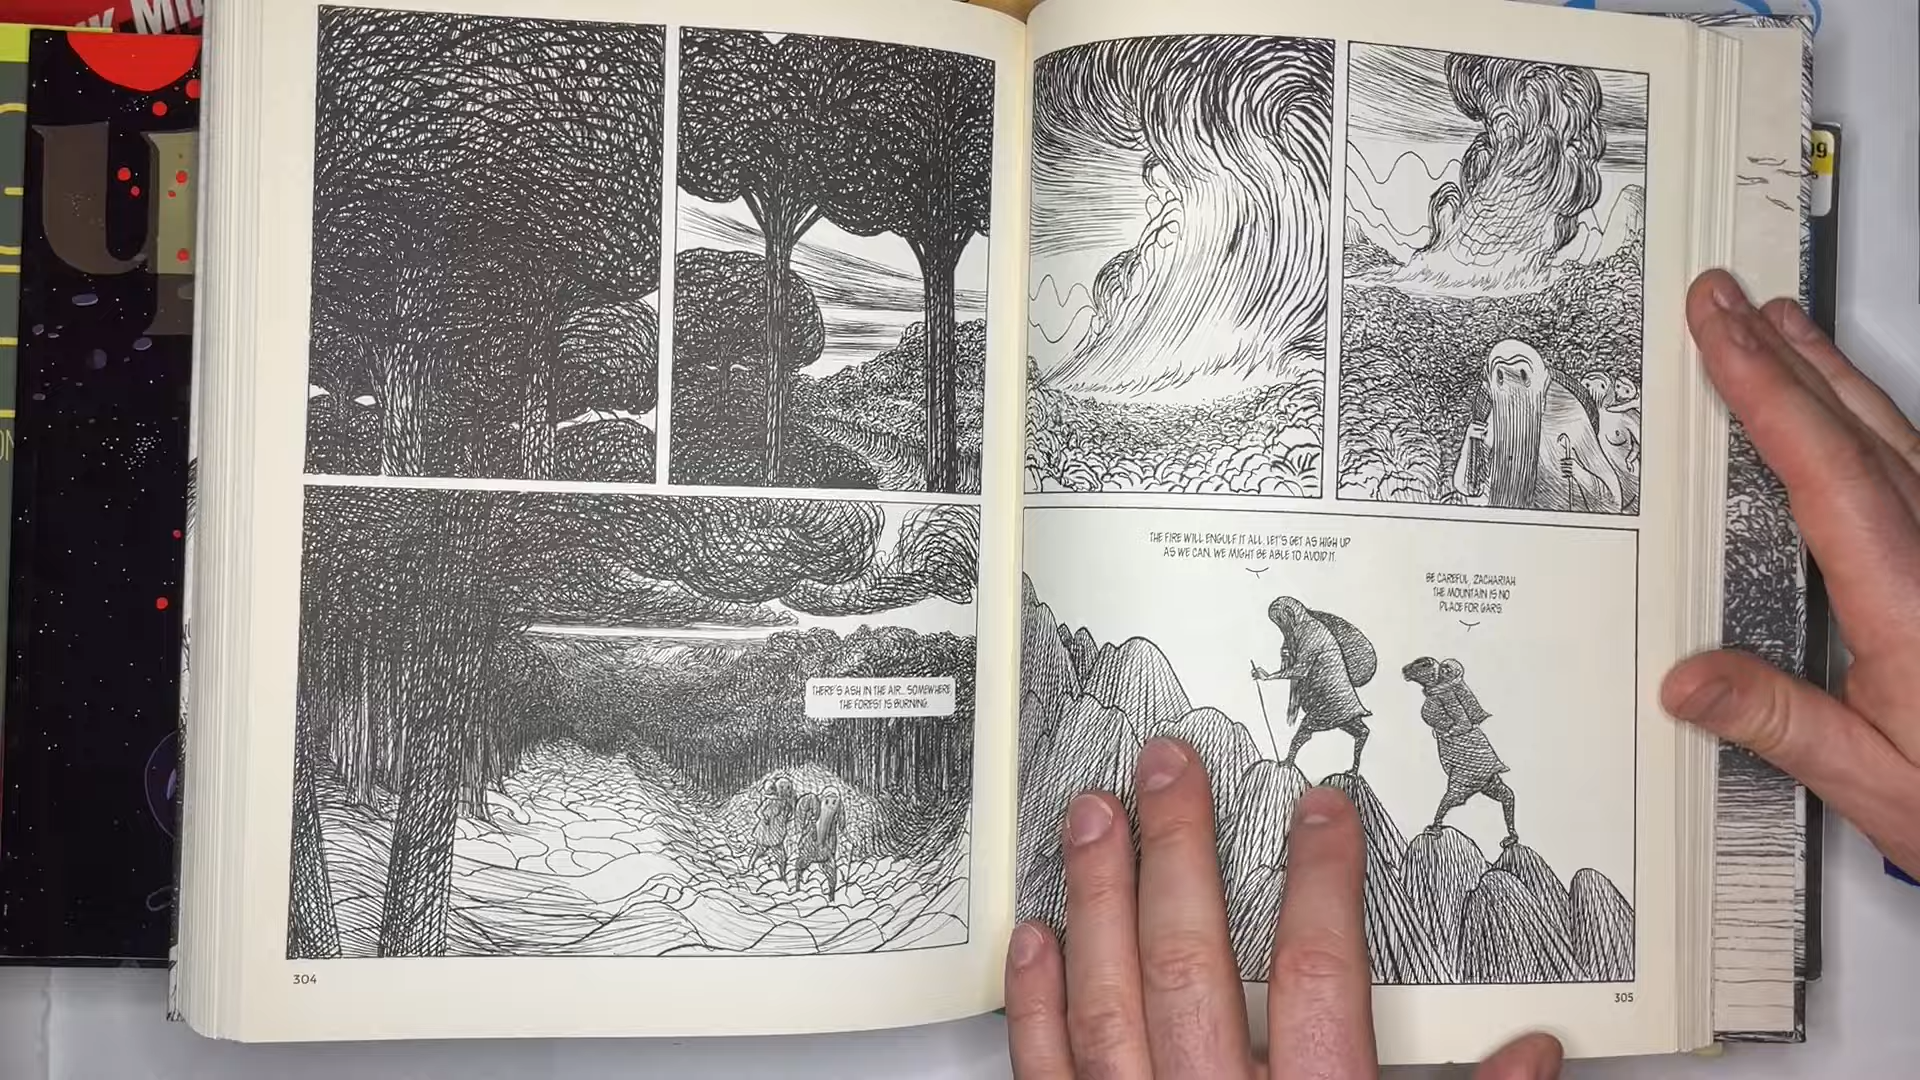 THERE'S ASH IN THE AIR... SOMEWHERE
THE FOREST IS BURNING.
304
THE FIRE WILL ENGULF IT ALL. LET'S GET AS HIGH UP
AS WE CAN. WE MIGHT BE ABLE TO AVOID IT.
BE CAREFUL, ZACHARIAH.
THE MOUNTAIN IS NO
PLACE FOR GARS.
305